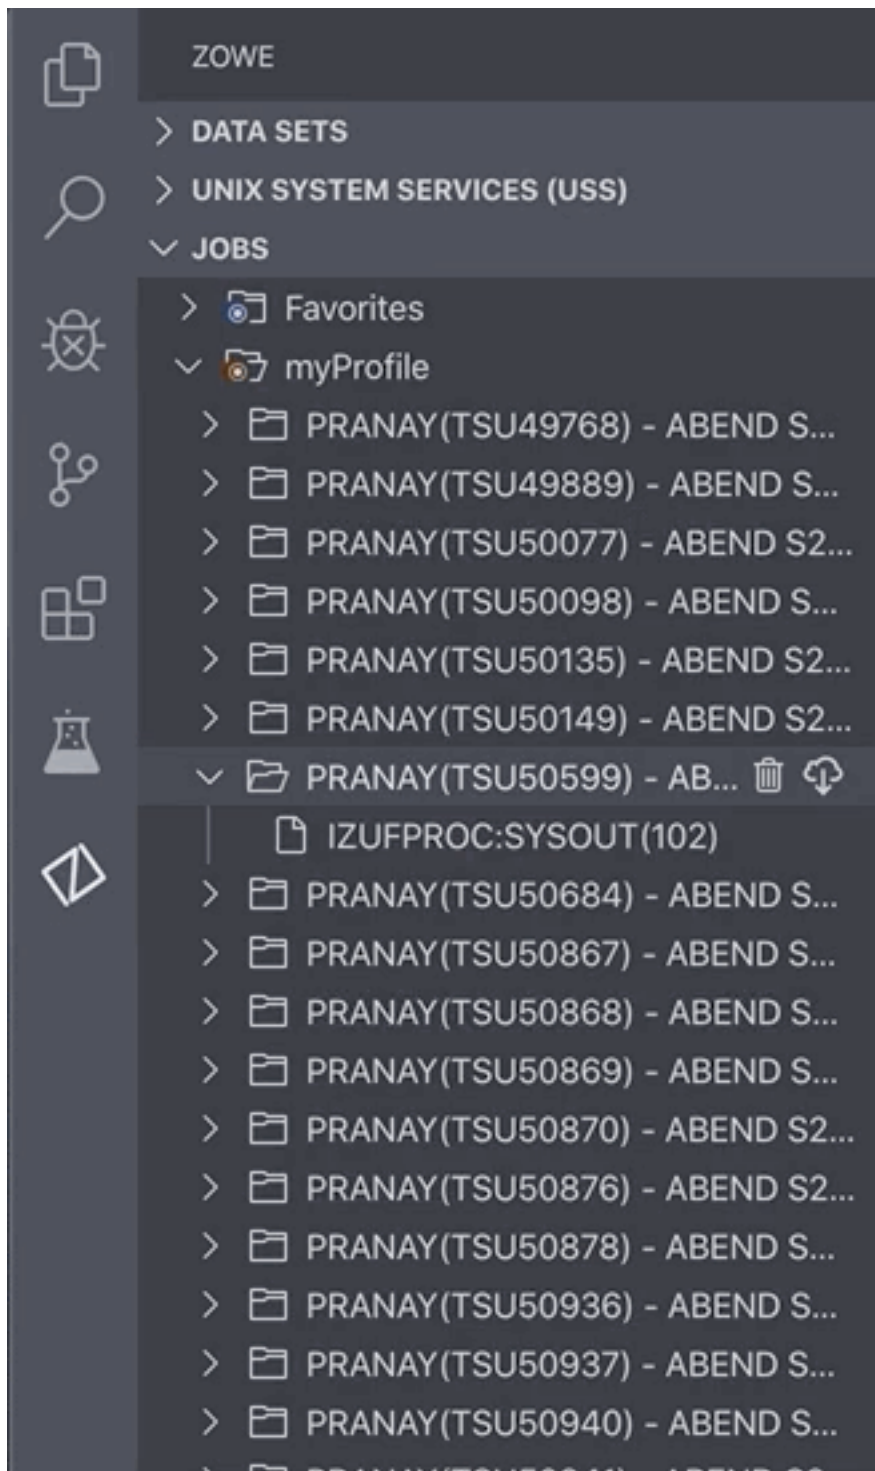 ZOWE
DATA SETS
UNIX SYSTEM SERVICES (USS)
JOBS
Favorites
myProfile
PRANAY(TSU49768) - ABEND S...
PRANAY(TSU49889) - ABEND S...
PRANAY(TSU50077) - ABEND S2...
PRANAY(TSU50098) - ABEND S...
PRANAY(TSU50135) - ABEND S2...
PRANAY(TSU50149) - ABEND S2...
PRANAY(TSU50599) - AB...
IZUFPROC:SYSOUT(102)
PRANAY(TSU50684) - ABEND S...
PRANAY(TSU50867) - ABEND S...
PRANAY(TSU50868) - ABEND S...
PRANAY(TSU50869) - ABEND S...
PRANAY(TSU50870) - ABEND S2...
PRANAY(TSU50876) - ABEND S2...
PRANAY(TSU50878) - ABEND S...
PRANAY(TSU50936) - ABEND S...
PRANAY(TSU50937) - ABEND S...
PRANAY(TSU50940) - ABEND S...